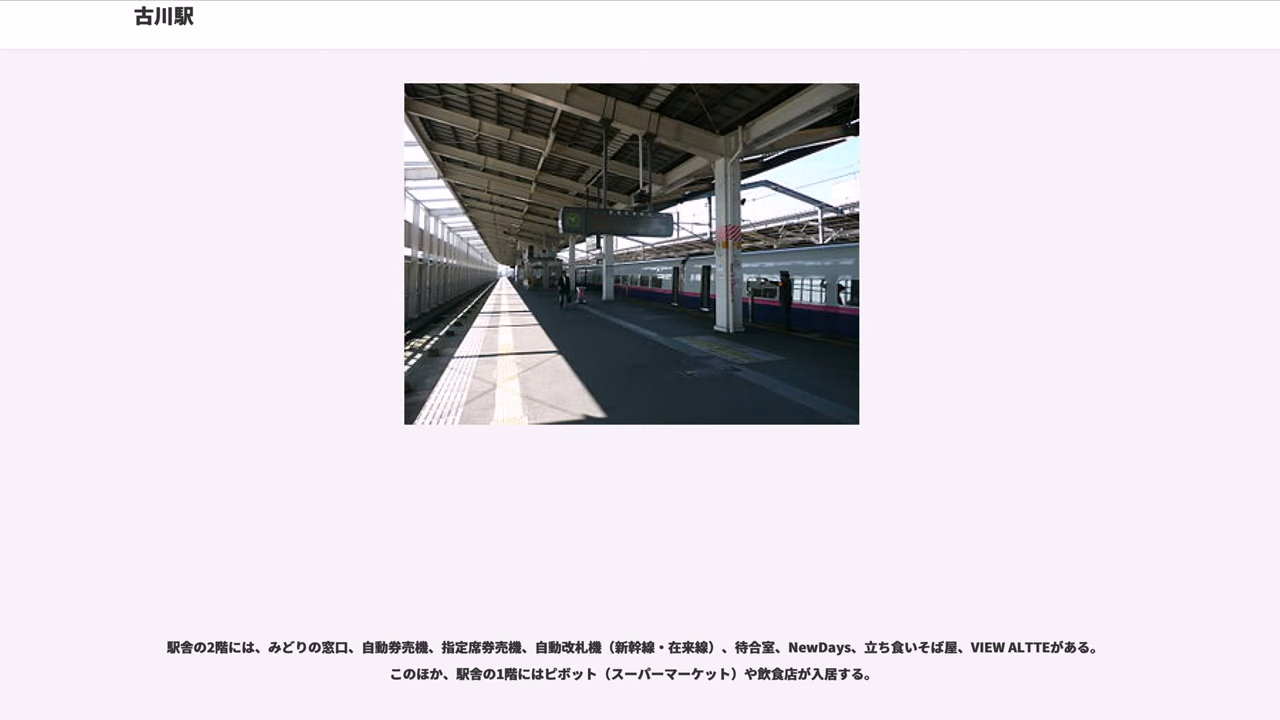 古川駅
駅舎の2階には、みどりの窓口、自動券売機、指定席券売機、自動改札機（新幹線・在来線）、待合室、NewDays、立ち食いそば屋、VIEW ALTTEがある。
このほか、駅舎の1階にはピボット（スーパーマーケット）や飲食店が入居する。